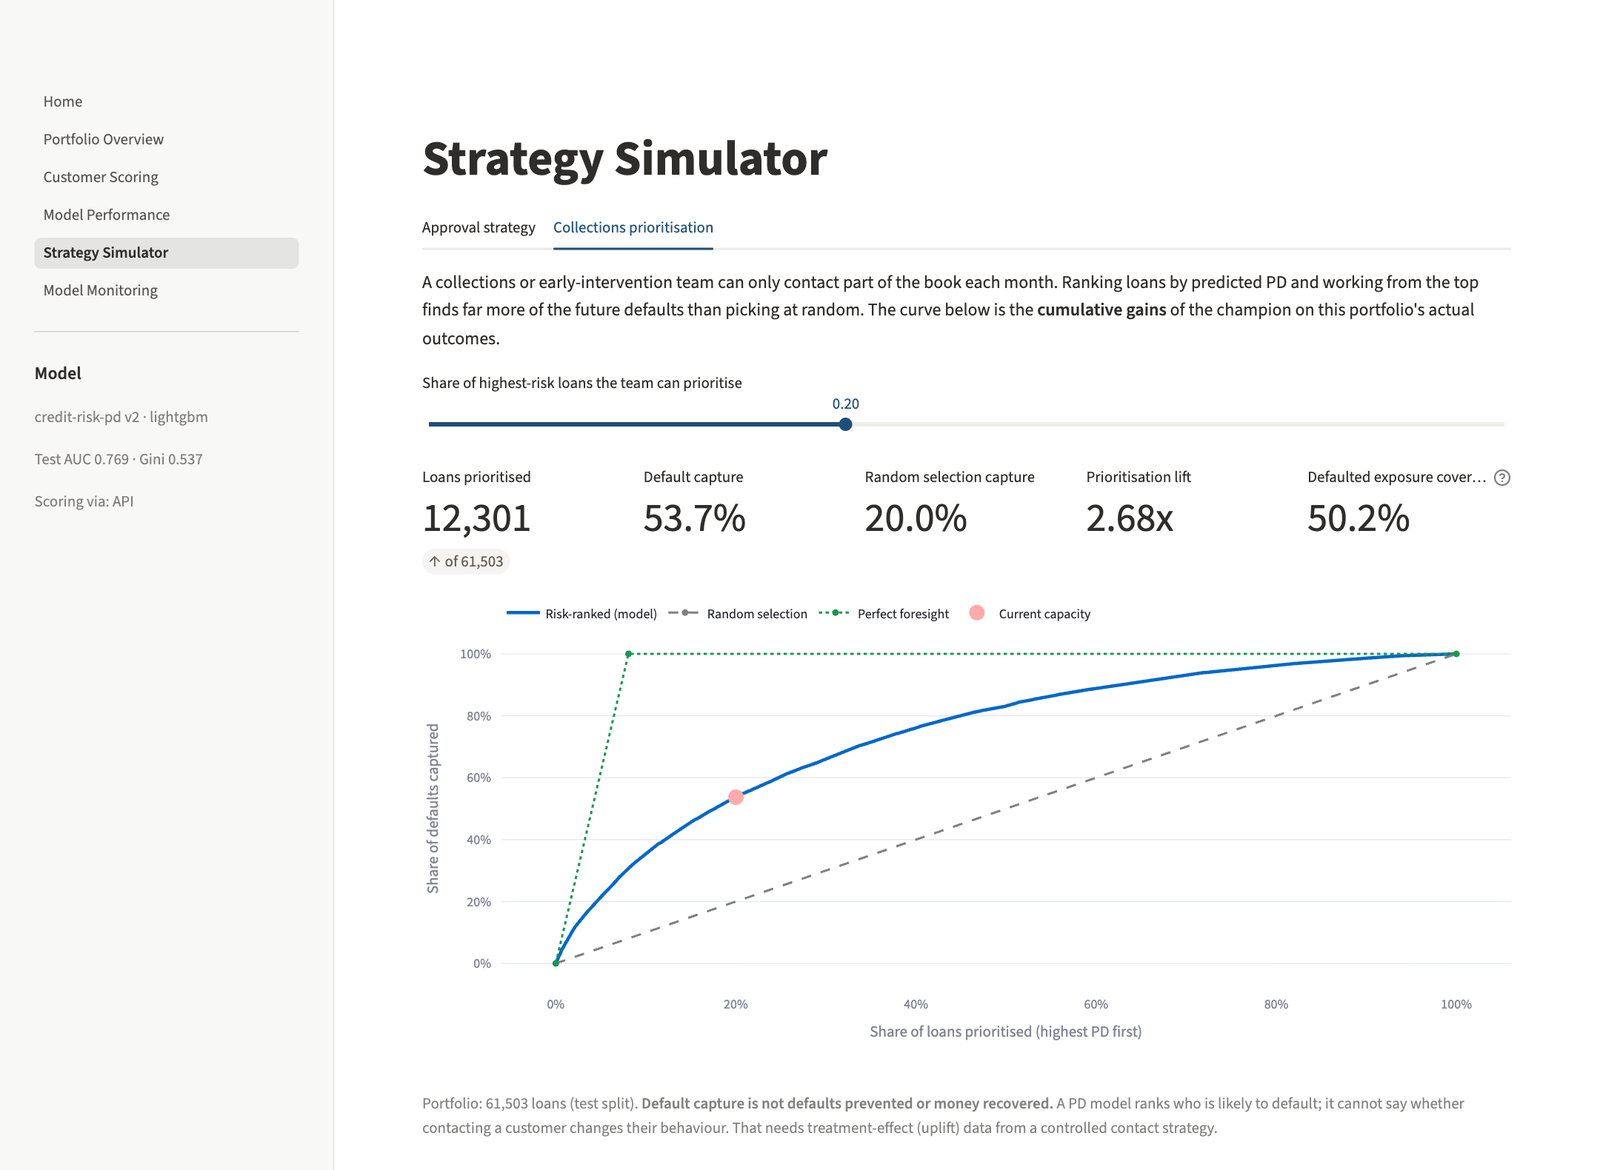 Home
Portfolio Overview
Customer Scoring
Model Performance
Strategy Simulator
Model Monitoring
Model
credit-risk-pd v2 · lightgbm
Test AUC 0.769 · Gini 0.537
Scoring via: API
Strategy Simulator
Approval strategy
Collections prioritisation
A collections or early-intervention team can only contact part of the book each month. Ranking loans by predicted PD and working from the top
finds far more of the future defaults than picking at random. The curve below is the cumulative gains of the champion on this portfolio's actual
outcomes.
Share of highest-risk loans the team can prioritise
0.20
Loans prioritised
12,301
↑ of 61,503
Default capture
53.7%
Random selection capture
20.0%
Prioritisation lift
2.68x
Defaulted exposure cover… ?
50.2%
Risk-ranked (model)
Random selection
Perfect foresight
Current capacity
Share of defaults captured
100%
80%
60%
40%
20%
0%
0%
20%
40%
60%
80%
100%
Share of loans prioritised (highest PD first)
Portfolio: 61,503 loans (test split). Default capture is not defaults prevented or money recovered. A PD model ranks who is likely to default; it cannot say whether
contacting a customer changes their behaviour. That needs treatment-effect (uplift) data from a controlled contact strategy.